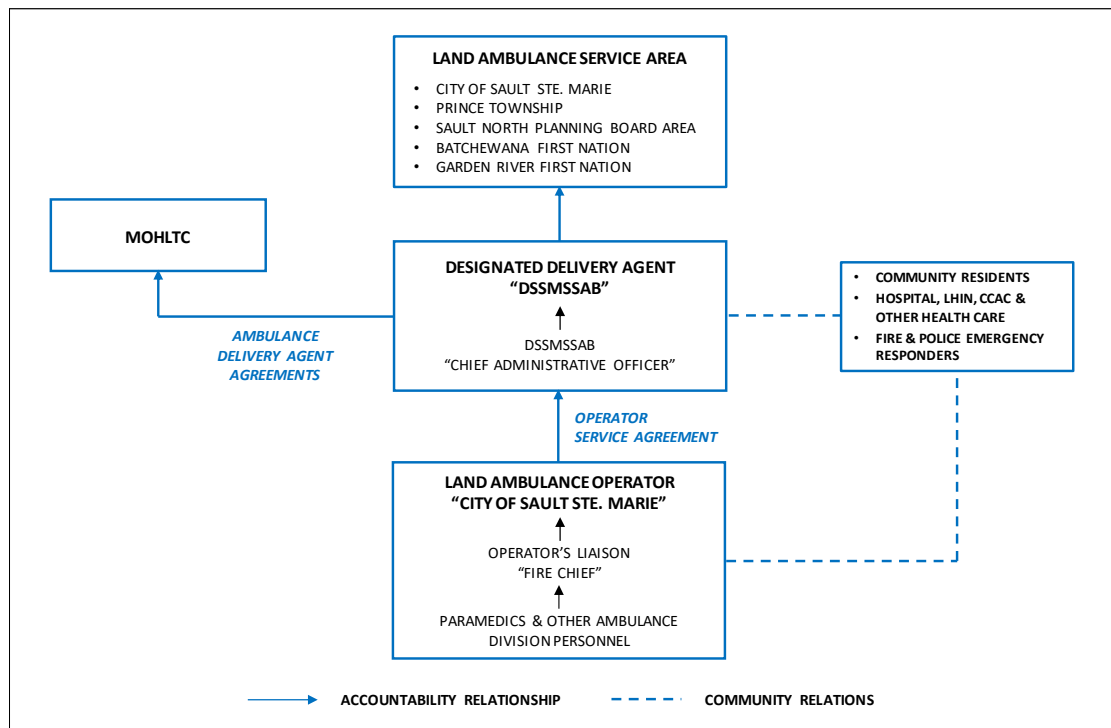 LAND AMBULANCE SERVICE AREA
• CITY OF SAULT STE. MARIE
• PRINCE TOWNSHIP
• SAULT NORTH PLANNING BOARD AREA
• BATCHEWANA FIRST NATION
• GARDEN RIVER FIRST NATION
MOHLTC
DESIGNATED DELIVERY AGENT
"DSSMSSAB"
DSSMSSAB
"CHIEF ADMINISTRATIVE OFFICER"
• COMMUNITY RESIDENTS
• HOSPITAL, LHIN, CCAC &
OTHER HEALTH CARE
• FIRE & POLICE EMERGENCY
RESPONDERS
AMBULANCE
DELIVERY AGENT
AGREEMENTS
OPERATOR
SERVICE AGREEMENT
LAND AMBULANCE OPERATOR
"CITY OF SAULT STE. MARIE"
OPERATOR'S LIAISON
"FIRE CHIEF"
PARAMEDICS & OTHER AMBULANCE
DIVISION PERSONNEL
ACCOUNTABILITY RELATIONSHIP
COMMUNITY RELATIONS